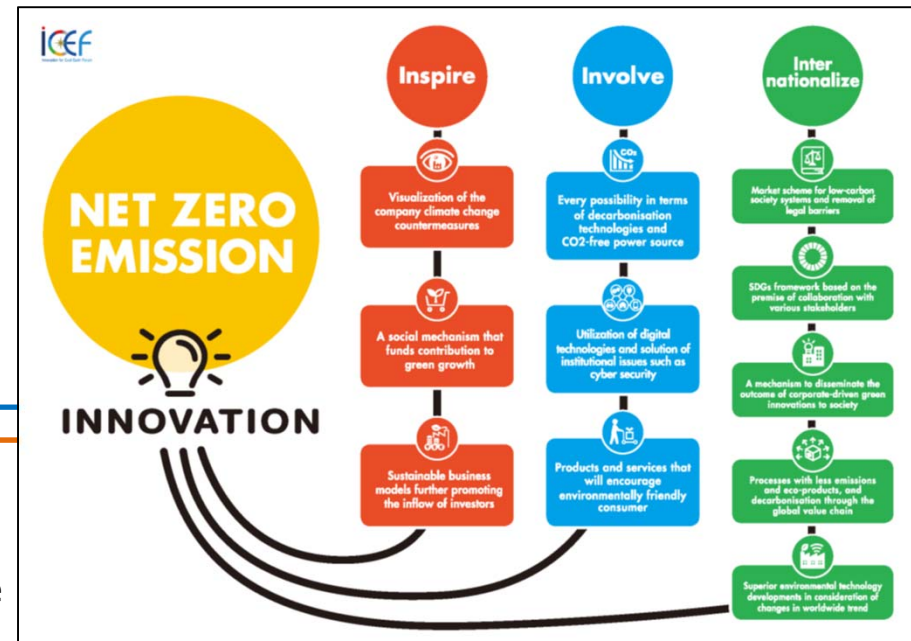 ICEF
Innovation for Cool Earth Forum
NET ZERO
EMISSION
INNOVATION
Inspire
Visualization of the
company climate change
countermeasures
A social mechanism that
funds contribution to
green growth
Sustainable business
models further promoting
the inflow of investors
Involve
CO2
Every possibility in terms
of decarbonisation
technologies and
CO2-free power source
Utilization of digital
technologies and solution of
institutional issues such as
cyber security
Products and services that
will encourage
environmentally friendly
consumer
Inter
nationalize
Market scheme for low-carbon
society systems and removal of
legal barriers
SDGs framework based on the
premise of collaboration with
various stakeholders
A mechanism to disseminate the
outcome of corporate-driven green
innovations to society
Processes with less emissions
and eco-products, and
decarbonisation through the
global value chain
Superior environmental technology
developments in consideration of
changes in worldwide trend
e